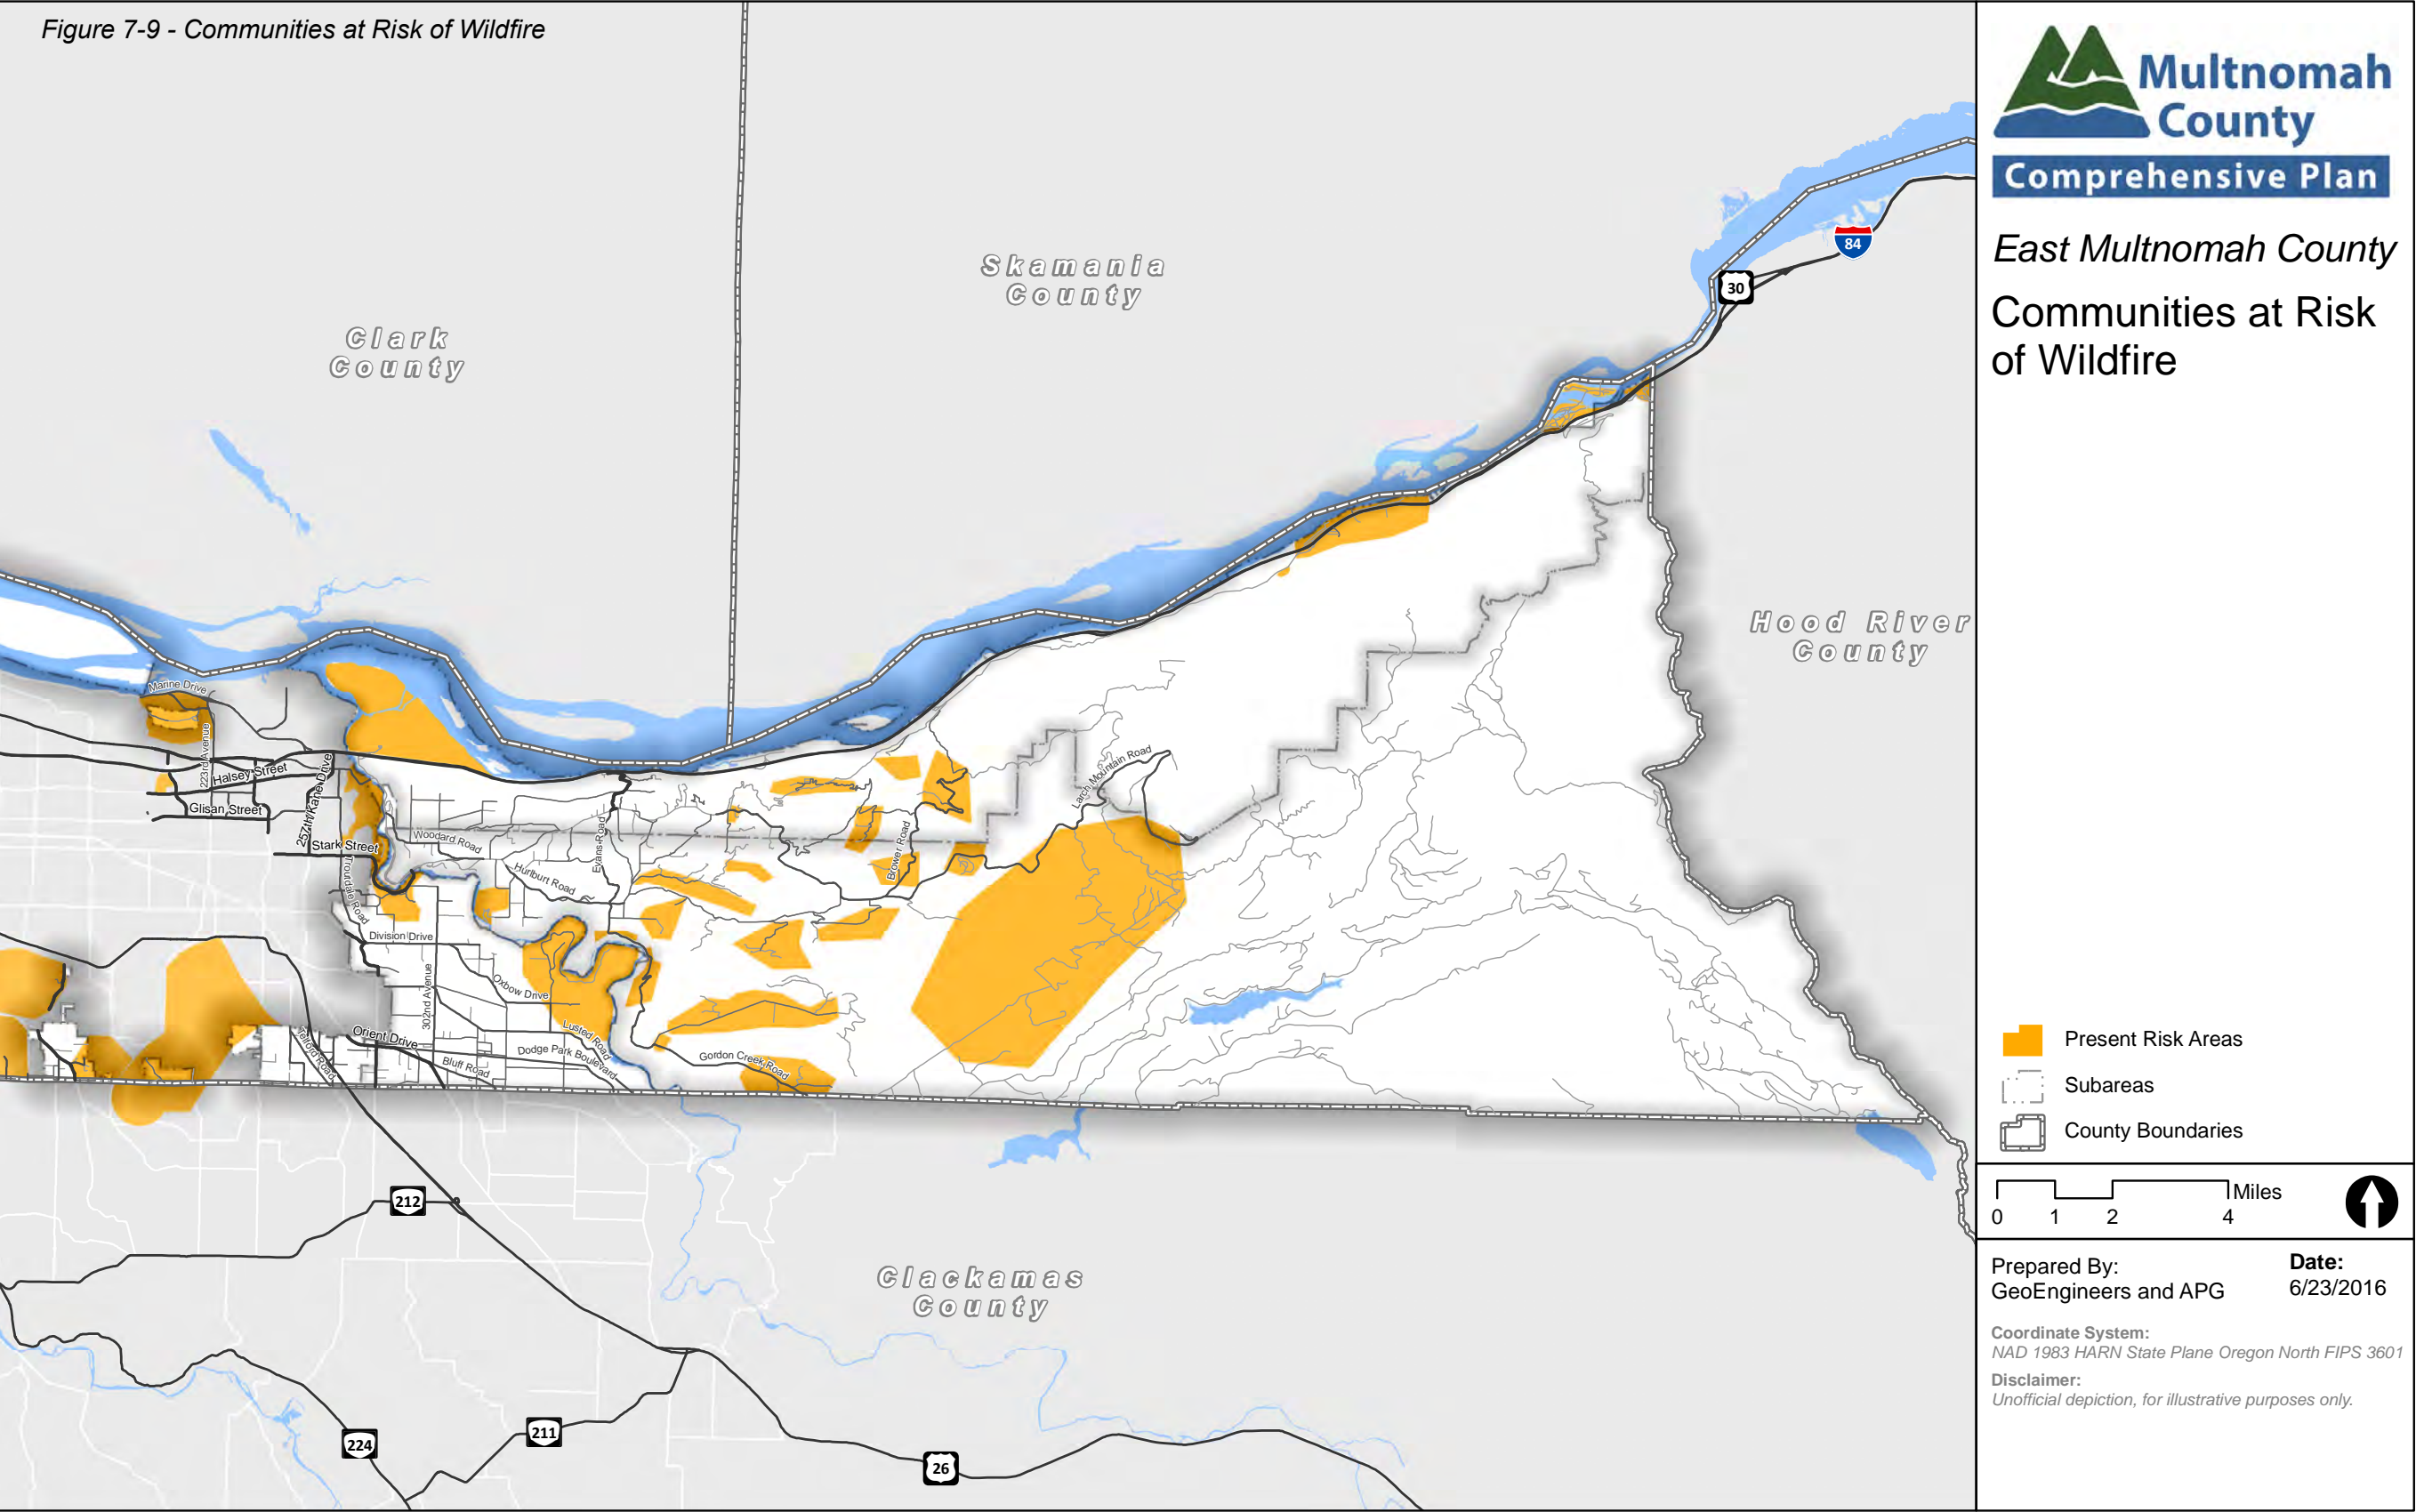 Figure 7-9 - Communities at Risk of Wildfire
Multnomah
County
Comprehensive Plan
East Multnomah County
Communities at Risk
of Wildfire
Skamania
County
Clark
County
Hood River
County
Clackamas
County
84
30
Marine Drive
223rd Avenue
Halsey Street
257th/Kane Drive
Glisan Street
Stark Street
Troutdale Road
Woodard Road
Evans Road
Hurlburt Road
Brower Road
Larch Mountain Road
Division Drive
302nd Avenue
Oxbow Drive
Lusted Road
Orient Drive
Telford Road
Dodge Park Boulevard
Bluff Road
Gordon Creek Road
212
224
211
26
Present Risk Areas
Subareas
County Boundaries
Miles
0 1 2 4
Prepared By:
GeoEngineers and APG
Date:
6/23/2016
Coordinate System:
NAD 1983 HARN State Plane Oregon North FIPS 3601
Disclaimer:
Unofficial depiction, for illustrative purposes only.